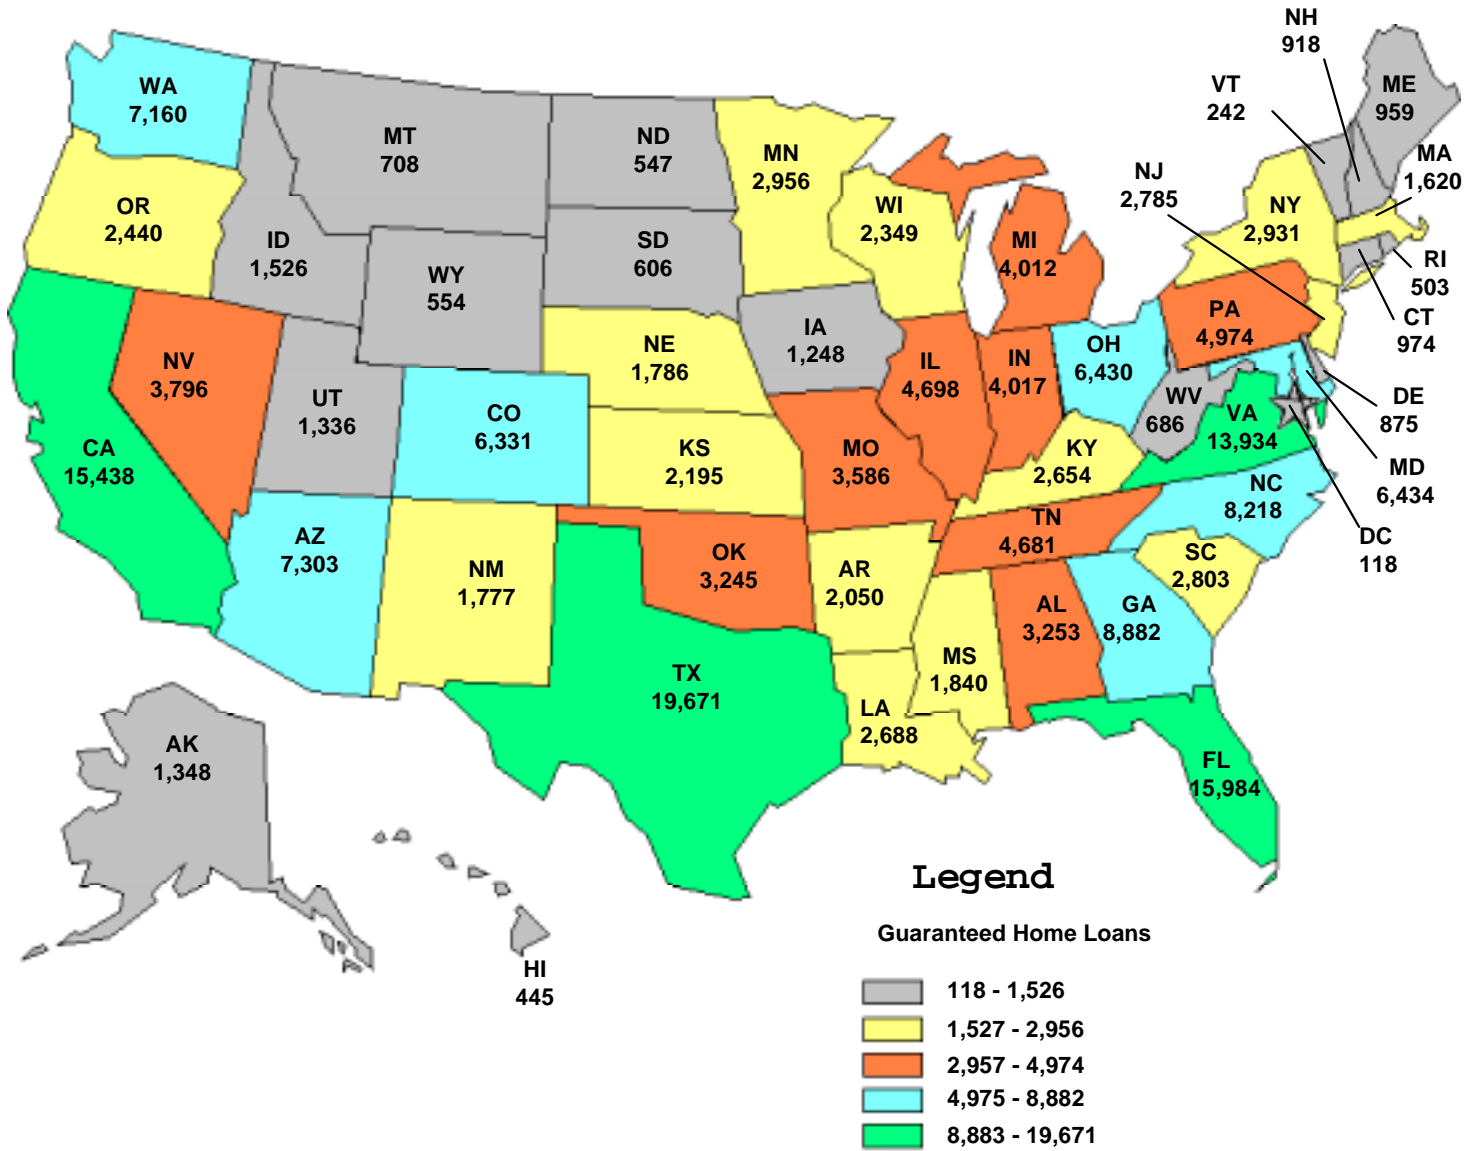 NH
918
VT
242
ME
959
WA
7,160
MT
708
ND
547
MN
2,956
MA
1,620
NJ
2,785
OR
2,440
ID
1,526
SD
606
WI
2,349
MI
4,012
NY
2,931
RI
503
WY
554
IA
1,248
PA
4,974
CT
974
NV
3,796
NE
1,786
IL
4,698
IN
4,017
OH
6,430
UT
1,336
CO
6,331
WV
686
VA
13,934
DE
875
CA
15,438
KS
2,195
MO
3,586
KY
2,654
MD
6,434
NC
8,218
AZ
7,303
NM
1,777
OK
3,245
AR
2,050
TN
4,681
SC
2,803
DC
118
AL
3,253
GA
8,882
TX
19,671
MS
1,840
LA
2,688
AK
1,348
FL
15,984
HI
445
Legend
Guaranteed Home Loans
118 - 1,526
1,527 - 2,956
2,957 - 4,974
4,975 - 8,882
8,883 - 19,671